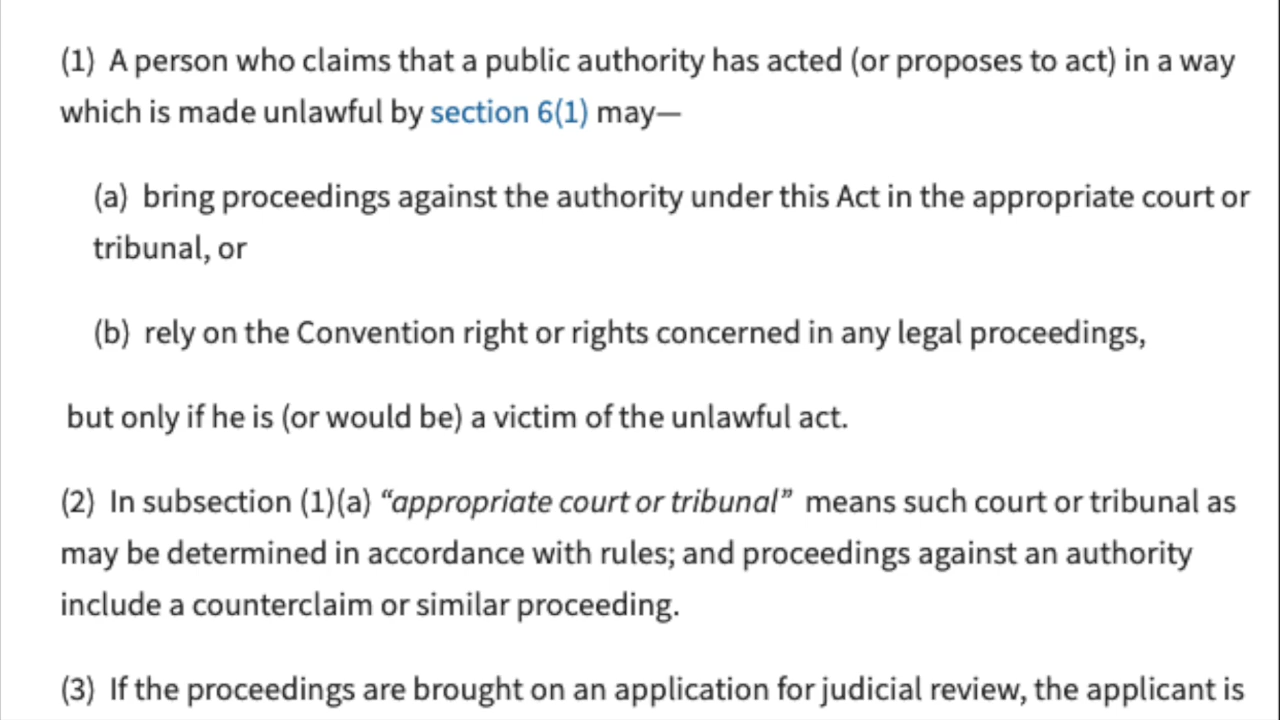 (1) A person who claims that a public authority has acted (or proposes to act) in a way
which is made unlawful by section 6(1) may—
(a) bring proceedings against the authority under this Act in the appropriate court or
tribunal, or
(b) rely on the Convention right or rights concerned in any legal proceedings,
but only if he is (or would be) a victim of the unlawful act.
(2) In subsection (1)(a) “appropriate court or tribunal” means such court or tribunal as
may be determined in accordance with rules; and proceedings against an authority
include a counterclaim or similar proceeding.
(3) If the proceedings are brought on an application for judicial review, the applicant is